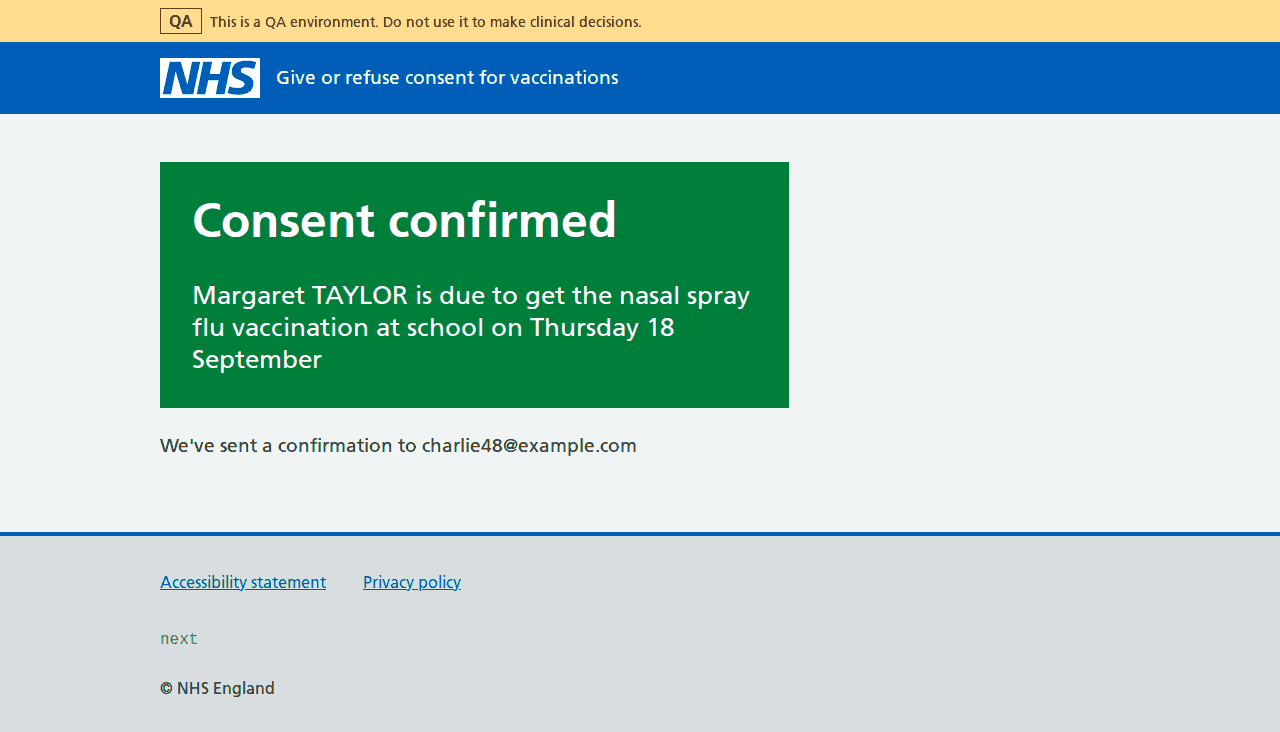 QA This is a QA environment. Do not use it to make clinical decisions.
NHS Give or refuse consent for vaccinations
Consent confirmed
Margaret TAYLOR is due to get the nasal spray
flu vaccination at school on Thursday 18
September
We've sent a confirmation to charlie48@example.com
Accessibility statement Privacy policy
next
© NHS England